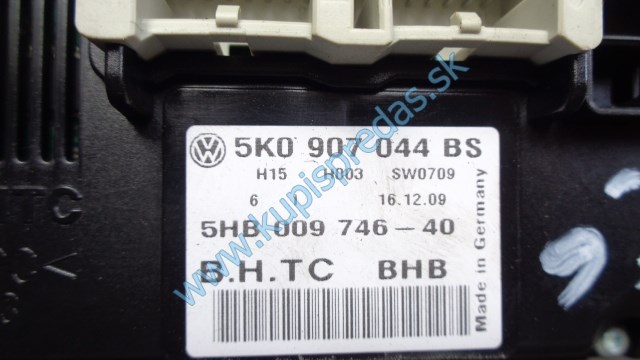 5K0 907 044 BS
H15 H003 SW0709
6 16.12.09
5HB 009 746-40
B.H.TC BHB
Made in Germany
www.kupispredas.sk